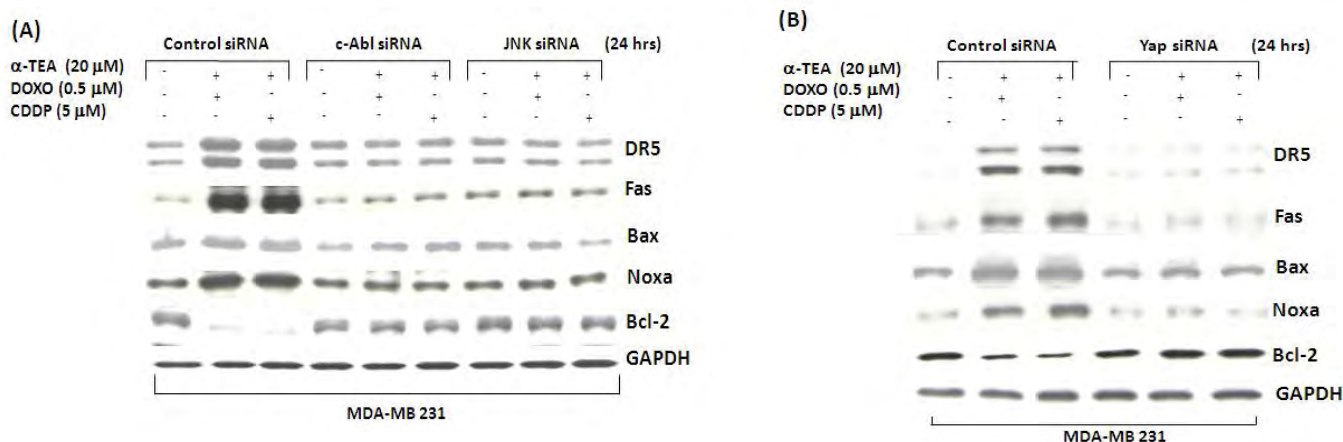 (A)
Control siRNA c-Abl siRNA JNK siRNA (24 hrs)
α-TEA (20 μM) - + + - + + - + +
DOXO (0.5 μM) - + - + - +
CDDP (5 μM) - + - + - +
DR5
Fas
Bax
Noxa
Bcl-2
GAPDH
MDA-MB 231
(B)
Control siRNA Yap siRNA (24 hrs)
α-TEA (20 μM) - + + - + +
DOXO (0.5 μM) - + - +
CDDP (5 μM) - + - +
DR5
Fas
Bax
Noxa
Bcl-2
GAPDH
MDA-MB 231